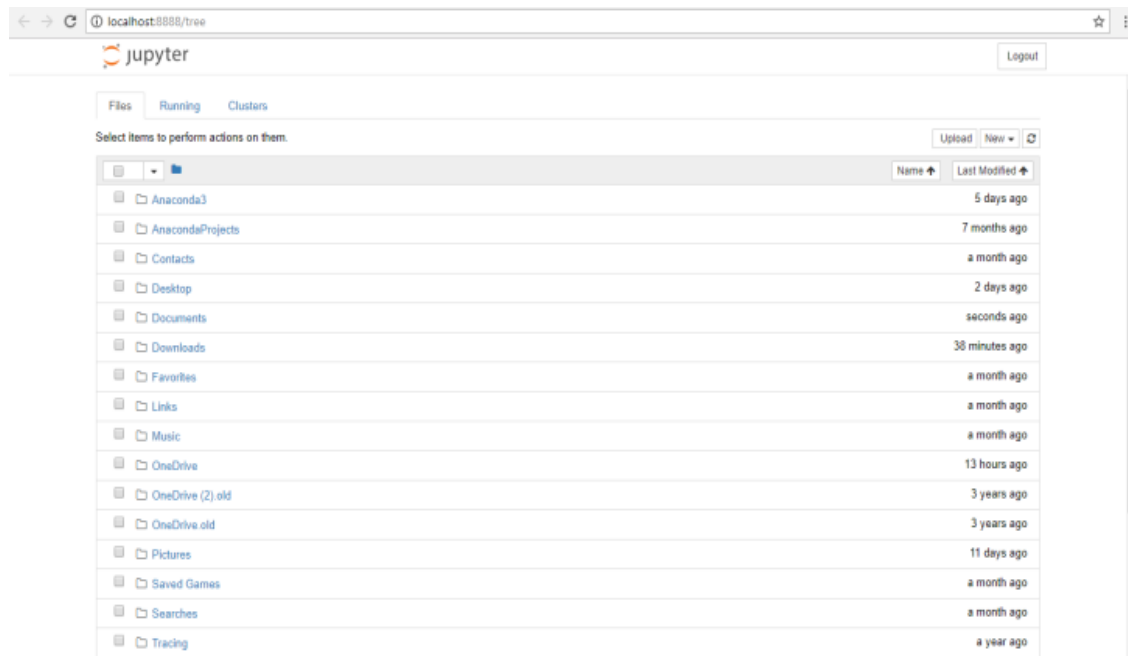 localhost:8888/tree
jupyter
Logout
Files Running Clusters
Select items to perform actions on them.
Upload New
Name Last Modified
Anaconda3 5 days ago
AnacondaProjects 7 months ago
Contacts a month ago
Desktop 2 days ago
Documents seconds ago
Downloads 38 minutes ago
Favorites a month ago
Links a month ago
Music a month ago
OneDrive 13 hours ago
OneDrive (2).old 3 years ago
OneDrive.old 3 years ago
Pictures 11 days ago
Saved Games a month ago
Searches a month ago
Tracing a year ago